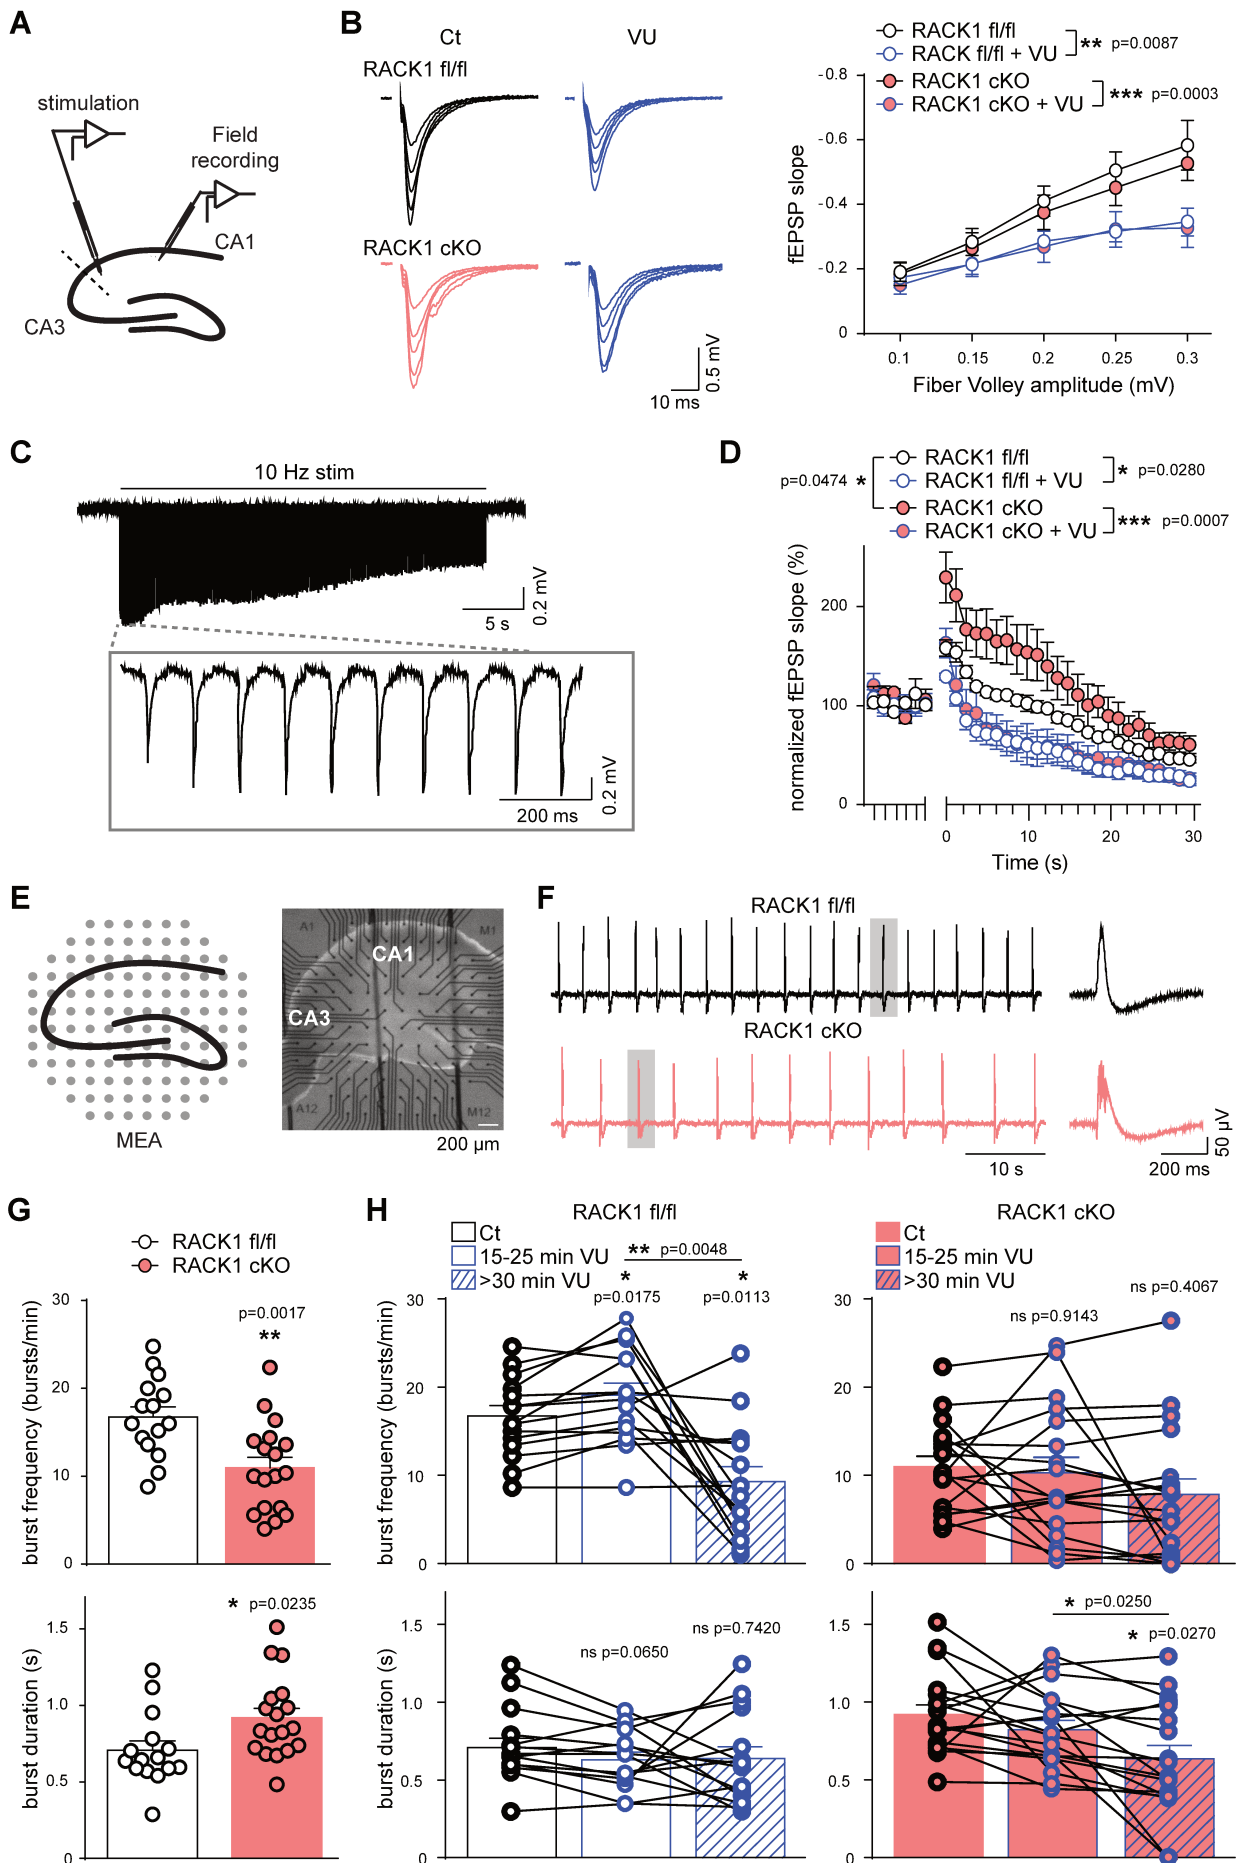 A
stimulation
Field
recording
CA1
CA3
B
Ct
VU
RACK1 fl/fl
RACK1 cKO
0.5 mV
10 ms
RACK1 fl/fl
RACK fl/fl + VU
** p=0.0087
RACK1 cKO
RACK1 cKO + VU
*** p=0.0003
fEPSP slope
-0.8
-0.6
-0.4
-0.2
0
0.1 0.15 0.2 0.25 0.3
Fiber Volley amplitude (mV)
C
10 Hz stim
0.2 mV
5 s
0.2 mV
200 ms
D
RACK1 fl/fl
RACK1 fl/fl + VU
* p=0.0280
p=0.0474 *
RACK1 cKO
RACK1 cKO + VU
*** p=0.0007
normalized fEPSP slope (%)
200
100
0
0 10 20 30
Time (s)
E
MEA
A1
M1
CA1
CA3
A12
M12
200 µm
F
RACK1 fl/fl
RACK1 cKO
10 s
200 ms
50 µV
G
RACK1 fl/fl
RACK1 cKO
burst frequency (bursts/min)
30
20
10
0
p=0.0017
**
burst duration (s)
1.5
1.0
0.5
0
* p=0.0235
H
RACK1 fl/fl
Ct
15-25 min VU
>30 min VU
** p=0.0048
* *
p=0.0175 p=0.0113
burst frequency (bursts/min)
30
20
10
0
RACK1 cKO
Ct
15-25 min VU
>30 min VU
ns p=0.4067
ns p=0.9143
30
20
10
0
burst duration (s)
1.5
1.0
0.5
0
ns p=0.7420
ns p=0.0650
1.5
1.0
0.5
0
* p=0.0250
* p=0.0270